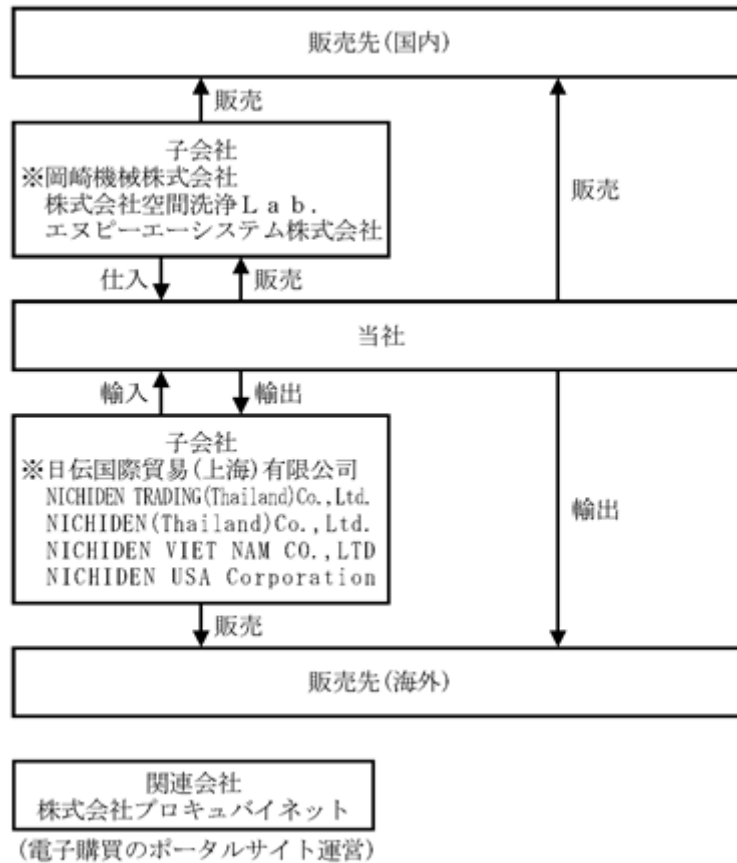 販売先(国内)
販売
子会社
※岡崎機械株式会社
株式会社空間洗浄Ｌａｂ.
エヌピーエーシステム株式会社
販売
仕入
販売
当社
輸入
輸出
子会社
※日伝国際貿易(上海)有限公司
NICHIDEN TRADING(Thailand)Co.,Ltd.
NICHIDEN(Thailand)Co.,Ltd.
NICHIDEN VIET NAM CO.,LTD
NICHIDEN USA Corporation
輸出
販売
販売先(海外)
関連会社
株式会社プロキュバイネット
(電子購買のポータルサイト運営)